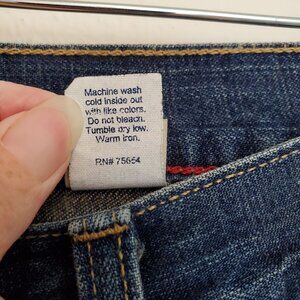 Machine wash
cold inside out
with like colors.
Do not bleach.
Tumble dry low.
Warm iron.
RN# 75654